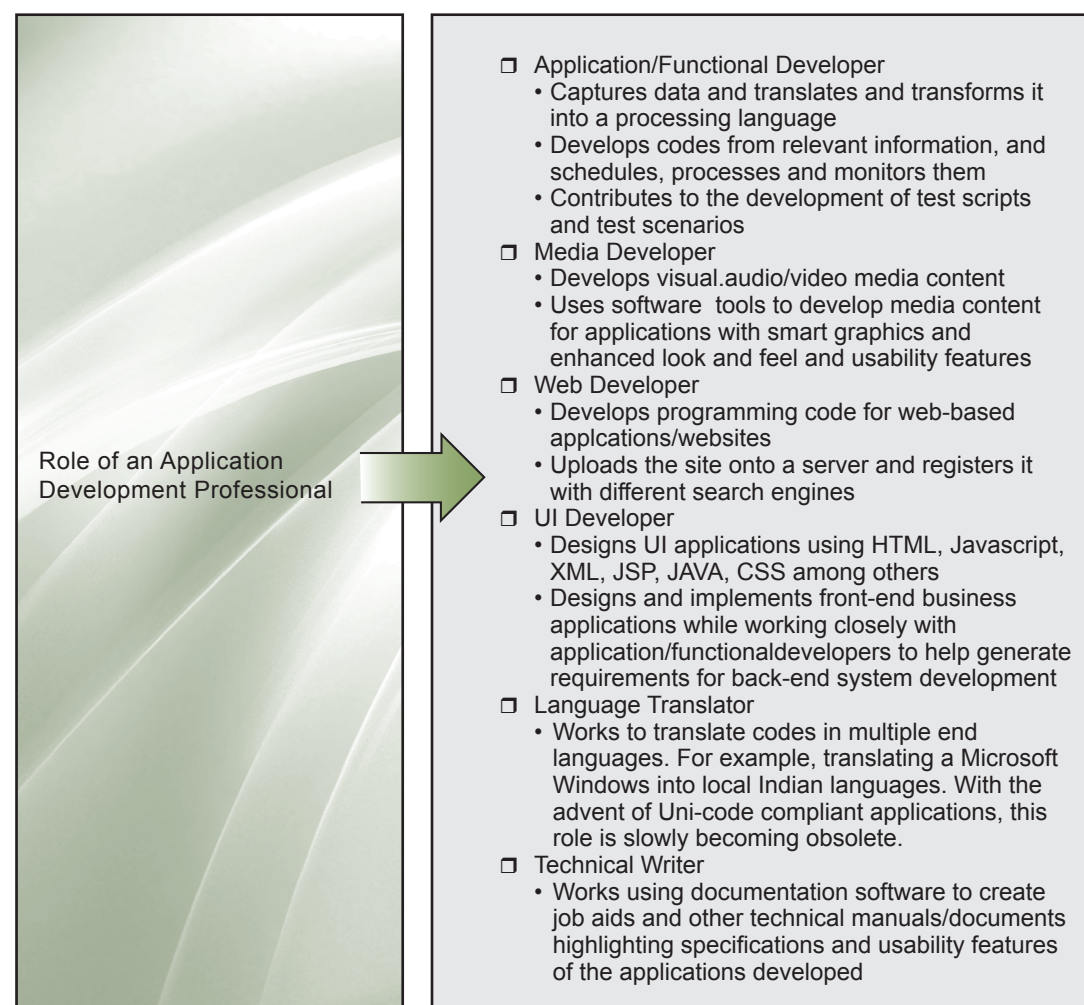 Role of an Application
Development Professional
❒ Application/Functional Developer
• Captures data and translates and transforms it
into a processing language
• Develops codes from relevant information, and
schedules, processes and monitors them
• Contributes to the development of test scripts
and test scenarios
❒ Media Developer
• Develops visual.audio/video media content
• Uses software tools to develop media content
for applications with smart graphics and
enhanced look and feel and usability features
❒ Web Developer
• Develops programming code for web-based
applcations/websites
• Uploads the site onto a server and registers it
with different search engines
❒ UI Developer
• Designs UI applications using HTML, Javascript,
XML, JSP, JAVA, CSS among others
• Designs and implements front-end business
applications while working closely with
application/functionaldevelopers to help generate
requirements for back-end system development
❒ Language Translator
• Works to translate codes in multiple end
languages. For example, translating a Microsoft
Windows into local Indian languages. With the
advent of Uni-code compliant applications, this
role is slowly becoming obsolete.
❒ Technical Writer
• Works using documentation software to create
job aids and other technical manuals/documents
highlighting specifications and usability features
of the applications developed